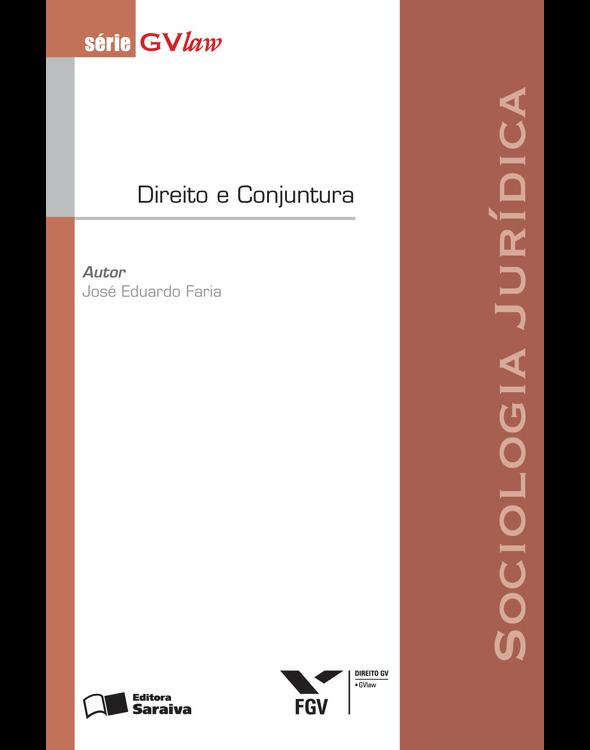 série GVlaw
Direito e Conjuntura
Autor
José Eduardo Faria
SOCIOLOGIA JURÍDICA
Editora
Saraiva
FGV
DIREITO GV
• GVlaw